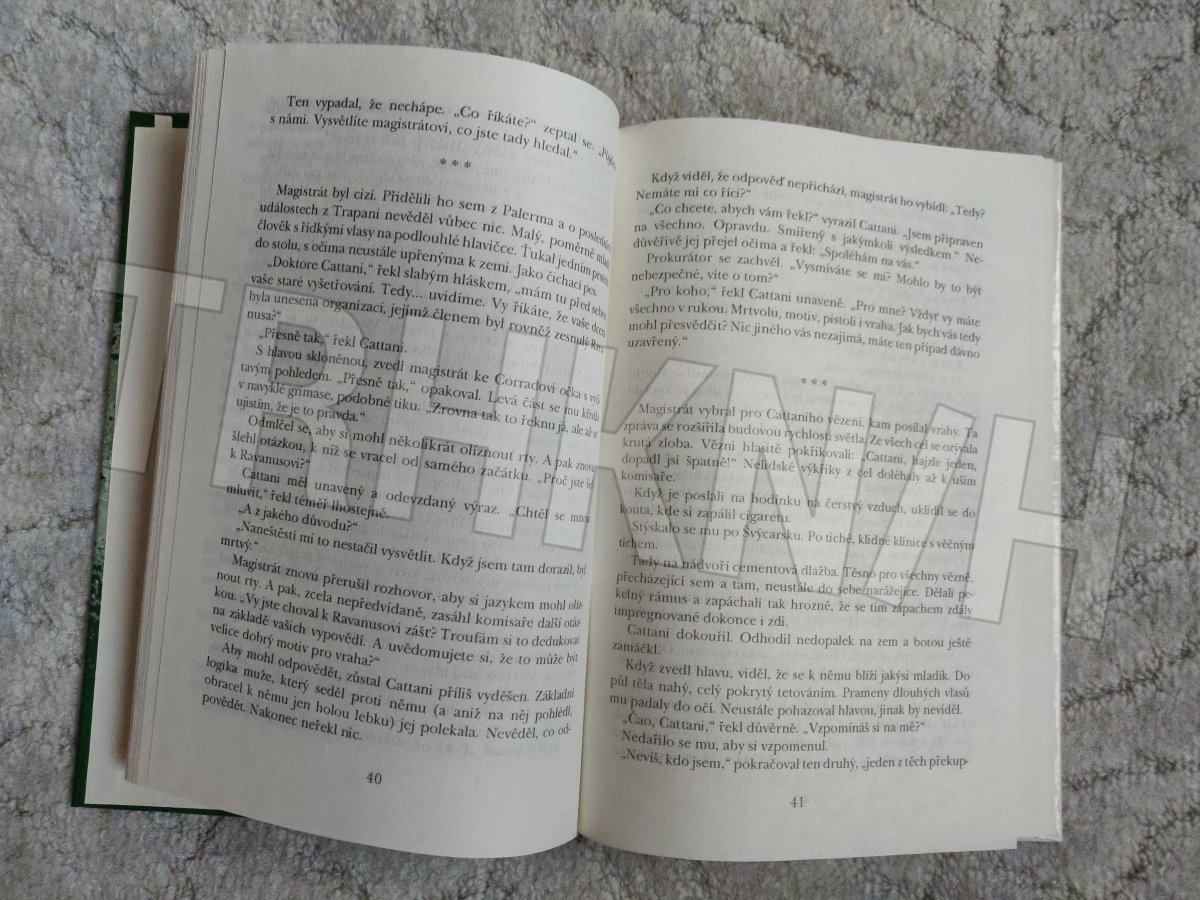 Ten vypadal, že nechápe. „Co říkáte?“ zeptal se.
s námi. Vysvětlíte magistrátovi, co jste tady hledal.“
* * *
Magistrát byl cizí. Přidělili ho sem z Palerma a o posledních
událostech z Trapani nevěděl vůbec nic. Malý, poměrně mladý
člověk s řídkými vlasy na podlouhlé hlavičce. Ťukal jedním prstem
do stolu, s očima neustále upřenýma k zemi. Jako čichací pes.
„Doktore Cattani,“ řekl slabým hláskem, „mám tu před sebou
vaše staré vyšetřování. Tedy.... uvidíme. Vy říkáte, že vaše dcera
byla unesena organizací, jejímž členem byl rovněž zesnulý Rava-
nusa?“
„Přesně tak,“ řekl Cattani.
S hlavou skloněnou, zvedl magistrát ke Corradovi očka s vyj-
tavým pohledem. „Přesně tak,“ opakoval. Levá část se mu křivila
v navyklé grimase, podobné tiku. „Zrovna tak to řeknu já, ale až se
ujistím, že je to pravda.“
Odmlčel se, aby si mohl několikrát olíznout rty. A pak znovu
šlehl otázkou, k níž se vracel od samého začátku. „Proč jste šel
k Ravanusovi?“
Cattani měl unavený a odevzdaný výraz. „Chtěl se mnou
mluvit,“ řekl téměř lhostejně.
„A z jakého důvodu?“
„Naneštěstí mi to nestačil vysvětlit. Když jsem tam dorazil, byl
mrtvý.“
Magistrát znovu přerušil rozhovor, aby si jazykem mohl olíz-
nout rty. A pak, zcela nepředvídaně, zasáhl komisaře další otáz-
kou. „Vy jste choval k Ravanusovi zášť? Troufám si to dedukovat
na základě vašich výpovědí. A uvědomujete si, že to může být
velice dobrý motiv pro vraha?“
Aby mohl odpovědět, zůstal Cattani příliš vyděšen. Základní
logika muže, který seděl proti němu (a aniž na něj pohlédl,
obracel k němu jen holou lebku) jej polekala. Nevěděl, co od-
povědět. Nakonec neřekl nic.
40
Když viděl, že odpověď nepřichází, magistrát ho vybídl: „Tedy?
Nemáte mi co říci?“
„Co chcete, abych vám řekl?“ vyrazil Cattani. „Jsem připraven
na všechno. Opravdu. Smířený s jakýmkoli výsledkem.“ Ne-
důvěřivě jej přejel očima a řekl: „Spoléhám na vás.“
Prokurátor se zachvěl. „Vysmíváte se mi? Mohlo by to být
nebezpečné, víte o tom?“
„Pro koho,“ řekl Cattani unaveně. „Pro mne? Vždyť vy máte
všechno v rukou. Mrtvolu, motiv, pistoli i vraha. Jak bych vás tedy
mohl přesvědčit? Nic jiného vás nezajímá, máte ten případ dávno
uzavřený.“
* * *
Magistrát vybral pro Cattaniho vězení, kam posílal vrahy. Ta
zpráva se rozšířila budovou rychlostí světla. Ze všech cel se ozývala
krutá zloba. Vězni hlasitě pokřikovali: „Cattani, hajzle jeden,
dopadl jsi špatně!“ Nelidské výkřiky z cel doléhaly až k uším
komisaře.
Když je poslali na hodinku na čerstvý vzduch, uklidil se do
kouta, kde si zapálil cigaretu.
Stýskalo se mu po Švýcarsku. Po tiché, klidné klinice s věčným
tichem.
Tady na nádvoří cementová dlažba. Těsno pro všechny vězně,
přecházející sem a tam, neustále do sebe narážejíce. Dělali pe-
kelný rámus a zapáchali tak hrozně, že se tím zápachem zdály
impregnované dokonce i zdi.
Cattani dokouřil. Odhodil nedopalek na zem a botou ještě
zamáčkl.
Když zvedl hlavu, viděl, že se k němu blíží jakýsi mladík. Do
půl těla nahý, celý pokrytý tetováním. Prameny dlouhých vlasů
mu padaly do očí. Neustále pohazoval hlavou, jinak by neviděl.
„Čao, Cattani,“ řekl důvěrně. „Vzpomínáš si na mě?“
Nedařilo se mu, aby si vzpomenul.
„Nevíš, kdo jsem,“ pokračoval ten druhý, „jeden z těch překup-
41
TRHKNIH